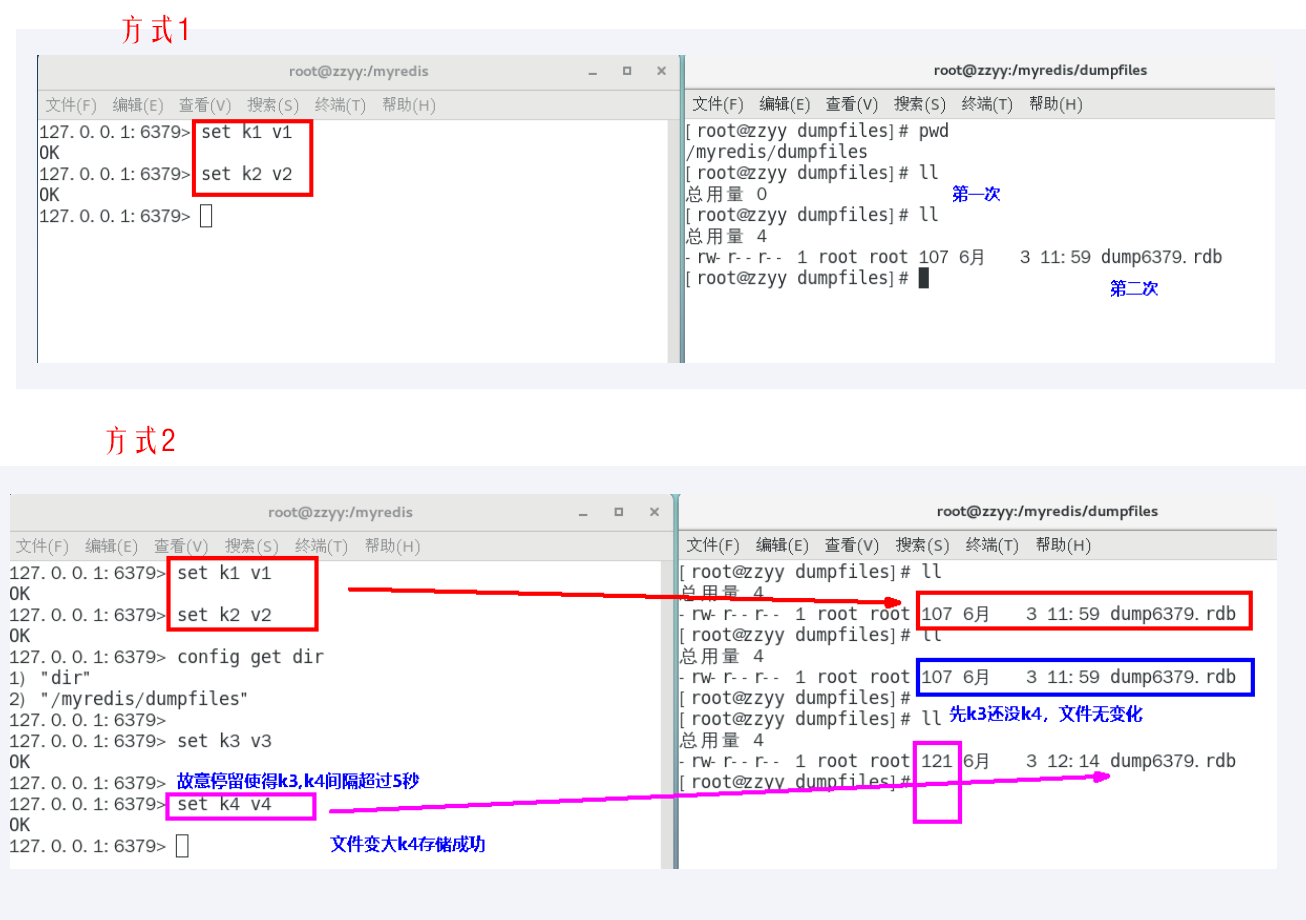 方式1
root@zzyy:/myredis
文件(F) 编辑(E) 查看(V) 搜索(S) 终端(T) 帮助(H)
127.0.0.1:6379> set k1 v1
OK
127.0.0.1:6379> set k2 v2
OK
127.0.0.1:6379>
root@zzyy:/myredis/dumpfiles
文件(F) 编辑(E) 查看(V) 搜索(S) 终端(T) 帮助(H)
[root@zzyy dumpfiles]# pwd
/myredis/dumpfiles
[root@zzyy dumpfiles]# ll
总用量 0 第一次
[root@zzyy dumpfiles]# ll
总用量 4
-rw-r--r-- 1 root root 107 6月 3 11:59 dump6379.rdb
[root@zzyy dumpfiles]#
第二次
方式2
root@zzyy:/myredis
文件(F) 编辑(E) 查看(V) 搜索(S) 终端(T) 帮助(H)
127.0.0.1:6379> set k1 v1
OK
127.0.0.1:6379> set k2 v2
OK
127.0.0.1:6379> config get dir
1) "dir"
2) "/myredis/dumpfiles"
127.0.0.1:6379>
127.0.0.1:6379> set k3 v3
OK
127.0.0.1:6379> 故意停留使得k3,k4间隔超过5秒
127.0.0.1:6379> set k4 v4
OK
127.0.0.1:6379>
文件变大k4存储成功
root@zzyy:/myredis/dumpfiles
文件(F) 编辑(E) 查看(V) 搜索(S) 终端(T) 帮助(H)
[root@zzyy dumpfiles]# ll
总用量 4
-rw-r--r-- 1 root root 107 6月 3 11:59 dump6379.rdb
[root@zzyy dumpfiles]# ll
总用量 4
-rw-r--r-- 1 root root 107 6月 3 11:59 dump6379.rdb
[root@zzyy dumpfiles]#
[root@zzyy dumpfiles]# ll 先k3还没k4，文件无变化
总用量 4
-rw-r--r-- 1 root root 121 6月 3 12:14 dump6379.rdb
[root@zzyy dumpfiles]#